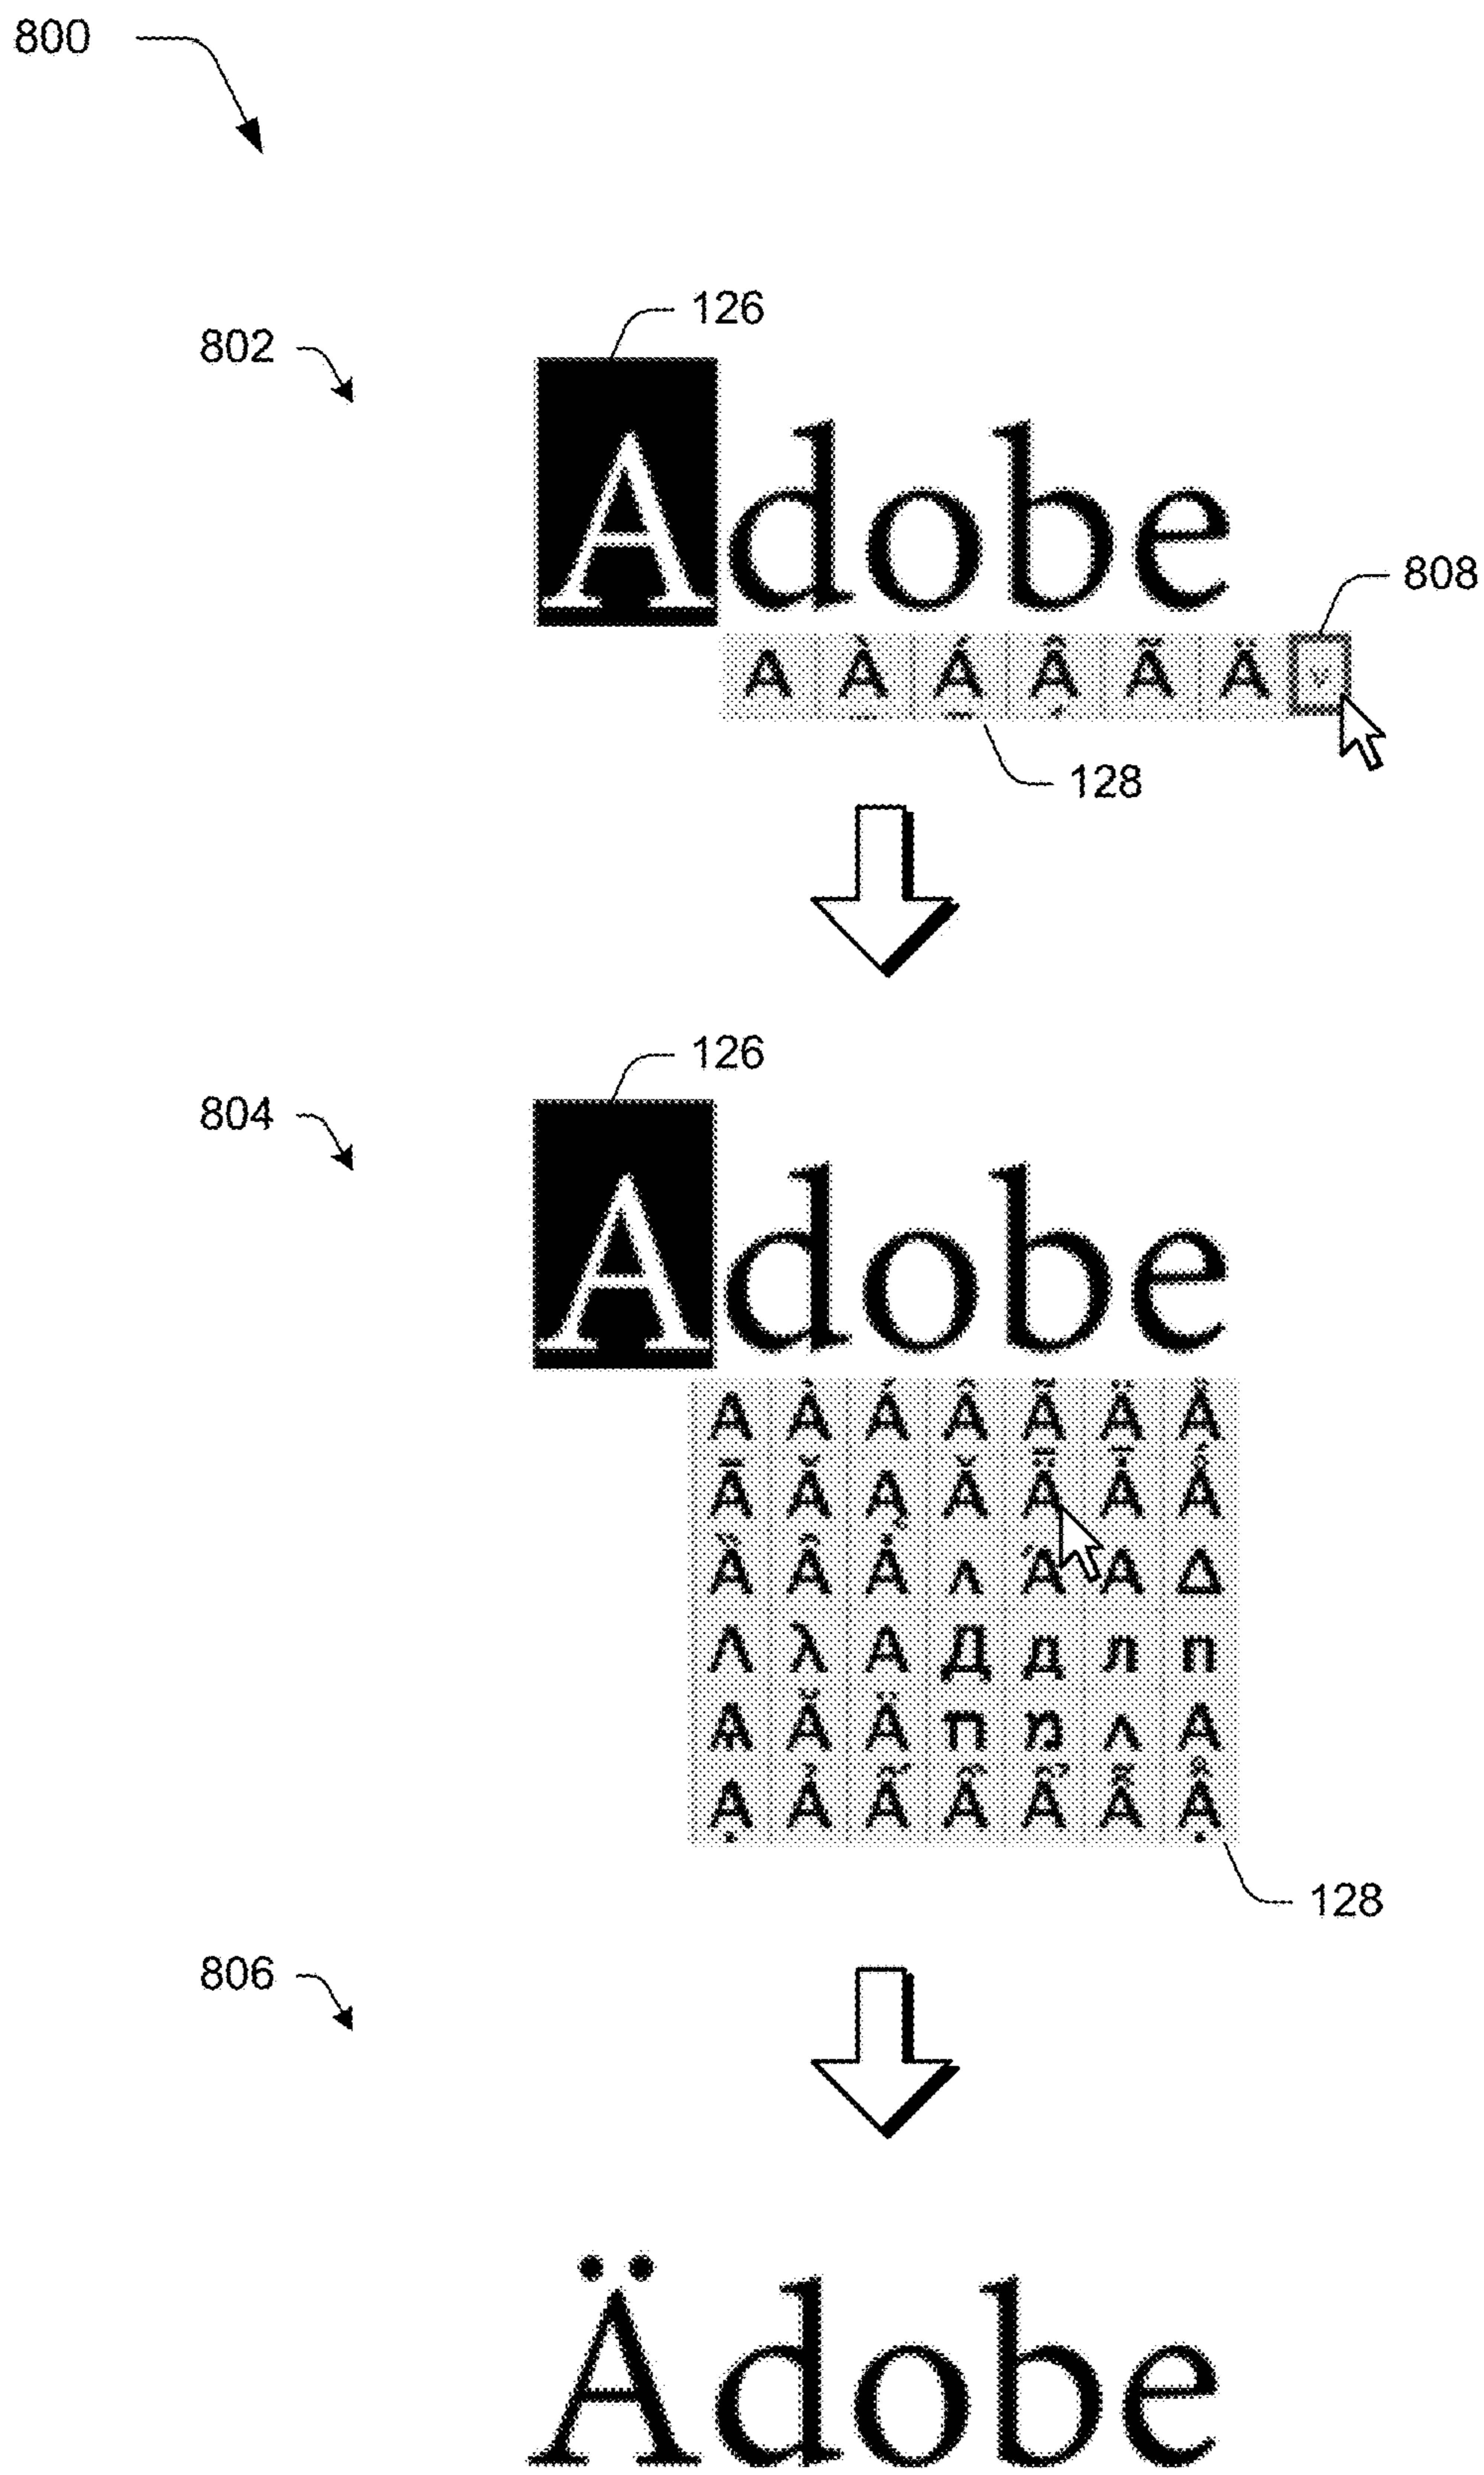 800
126
802
Adobe
808
A À Á Â Ã Ä
128
126
804
Adobe
A À Á Â Ã Ä Å
Ā Ă Ą Ǎ
Δ
Λ λ А Д д л п
Ӓ п
Ạ Ả Ấ Ầ Ẩ Ẫ Ậ
128
806
Ädobe